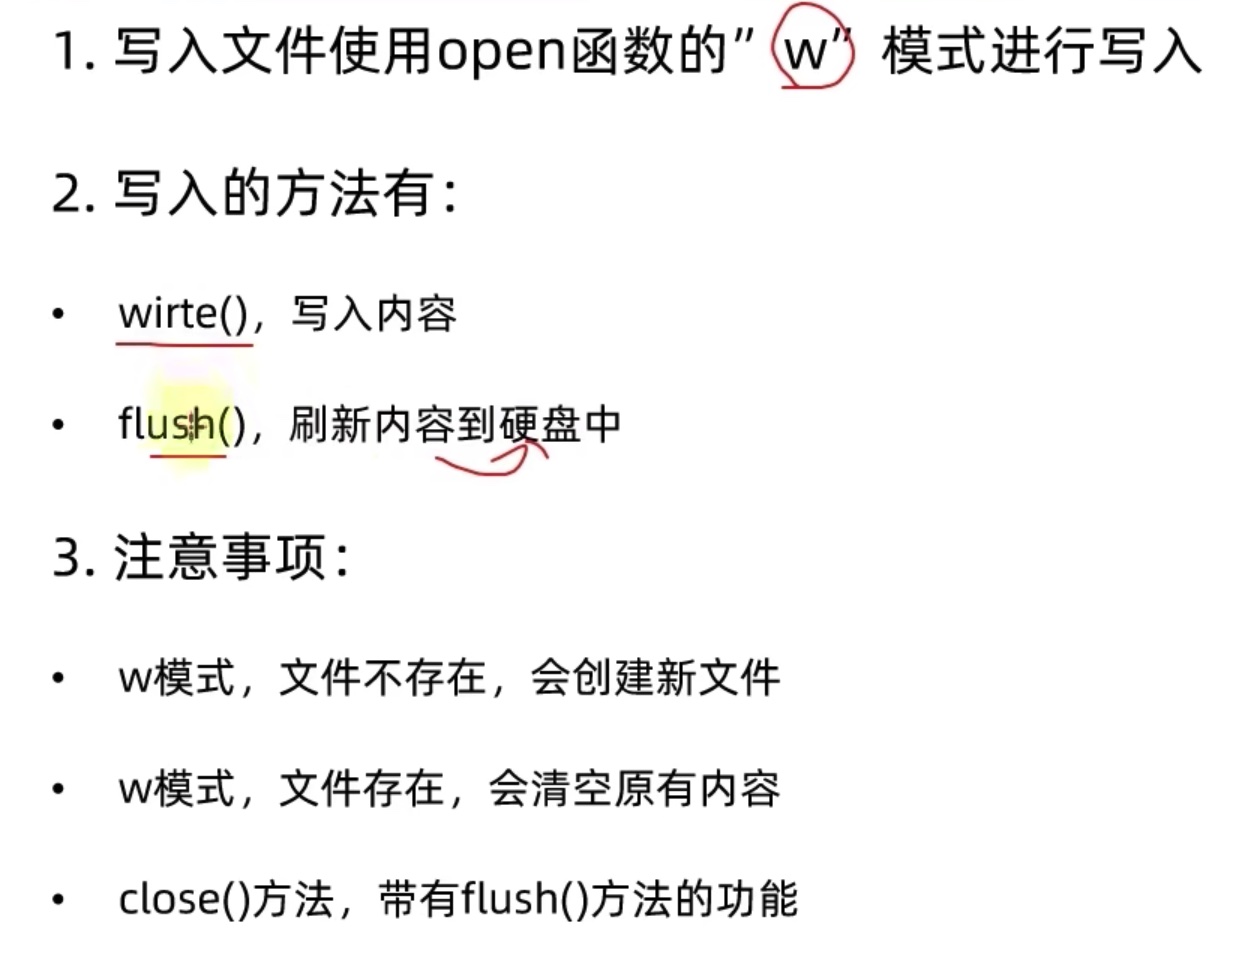 1. 写入文件使用open函数的”w”模式进行写入
2. 写入的方法有：
• wirte()，写入内容
• flush()，刷新内容到硬盘中
3. 注意事项：
• w模式，文件不存在，会创建新文件
• w模式，文件存在，会清空原有内容
• close()方法，带有flush()方法的功能